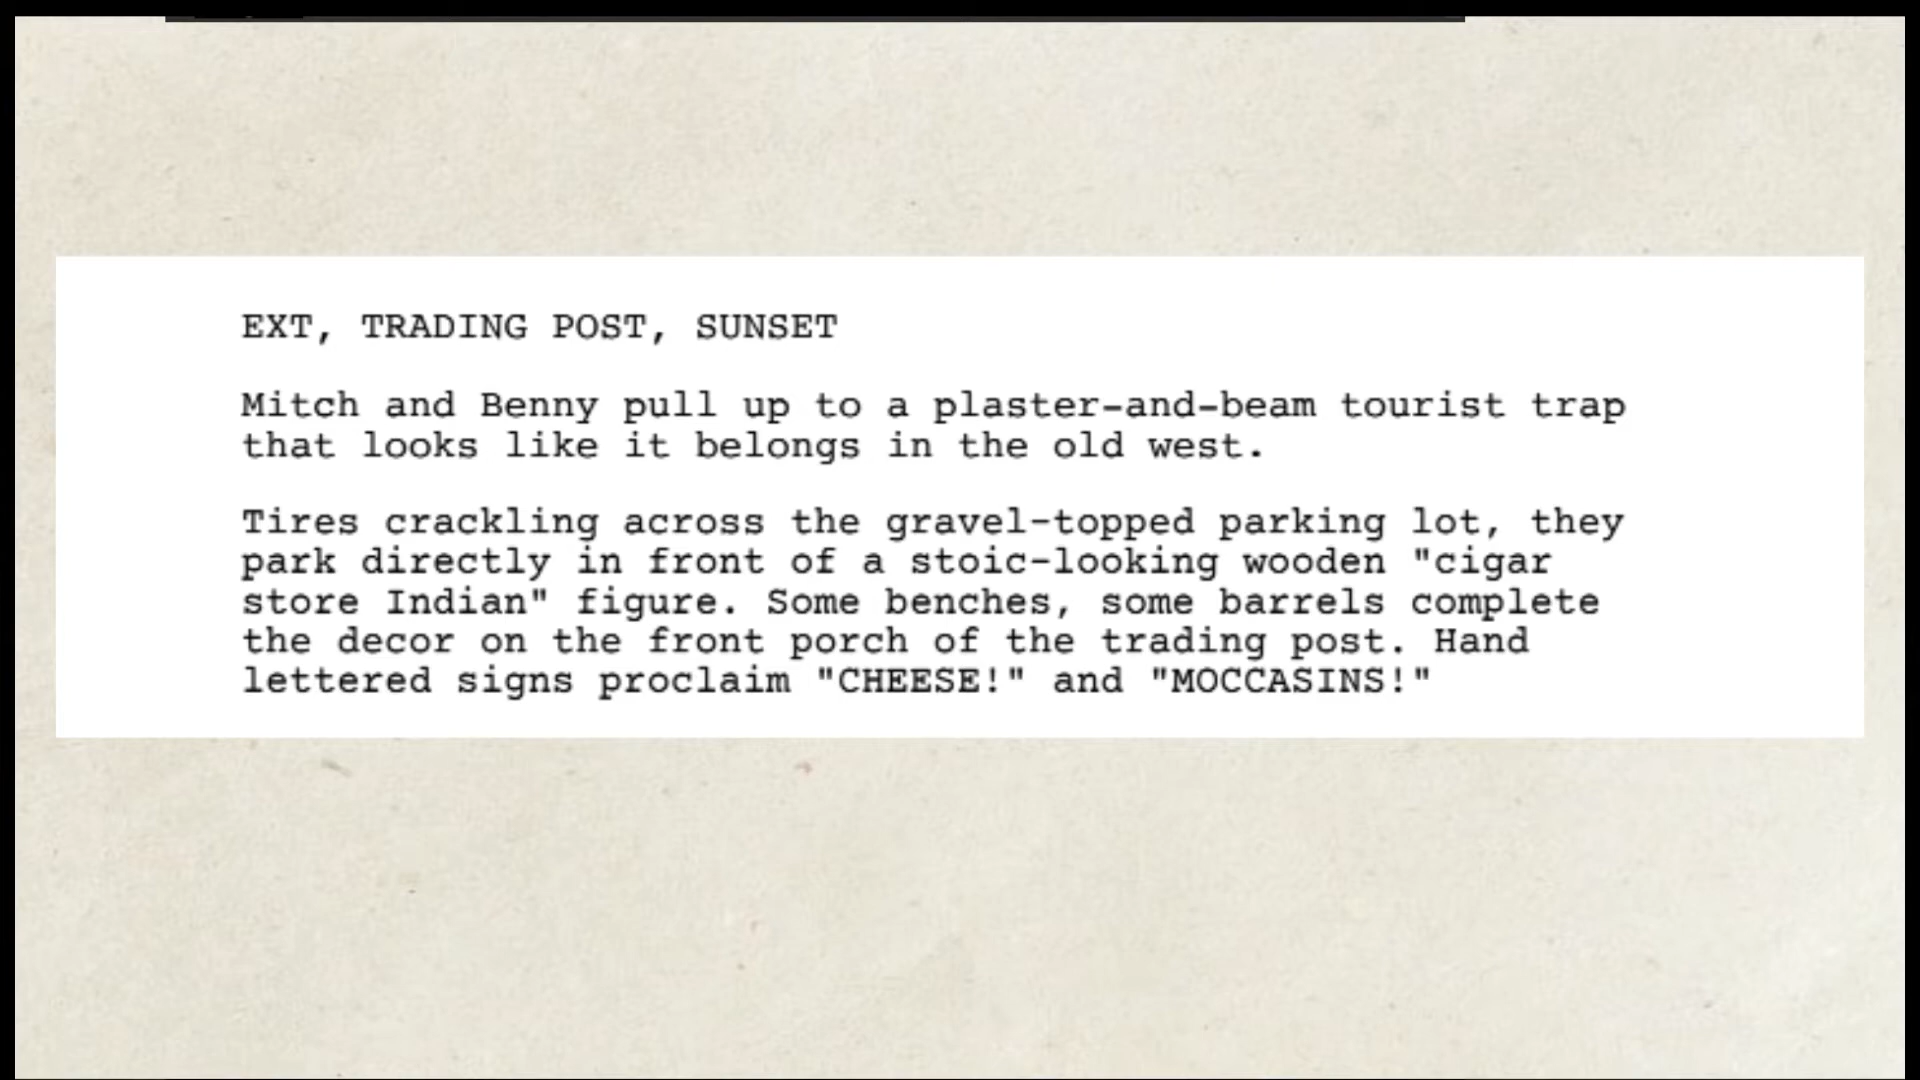 EXT, TRADING POST, SUNSET
Mitch and Benny pull up to a plaster-and-beam tourist trap
that looks like it belongs in the old west.
Tires crackling across the gravel-topped parking lot, they
park directly in front of a stoic-looking wooden "cigar
store Indian" figure. Some benches, some barrels complete
the decor on the front porch of the trading post. Hand
lettered signs proclaim "CHEESE!" and "MOCCASINS!"